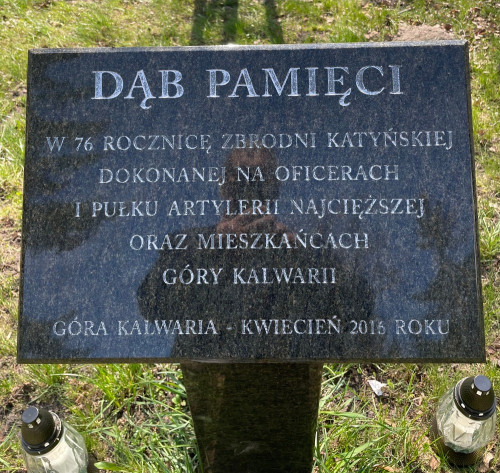 DĄB PAMIĘCI
W 76 ROCZNICĘ ZBRODNI KATYŃSKIEJ
DOKONANEJ NA OFICERACH
I PUŁKU ARTYLERII NAJCIĘŻSZEJ
ORAZ MIESZKAŃCACH
GÓRY KALWARII
GÓRA KALWARIA - KWIECIEŃ 2016 ROKU